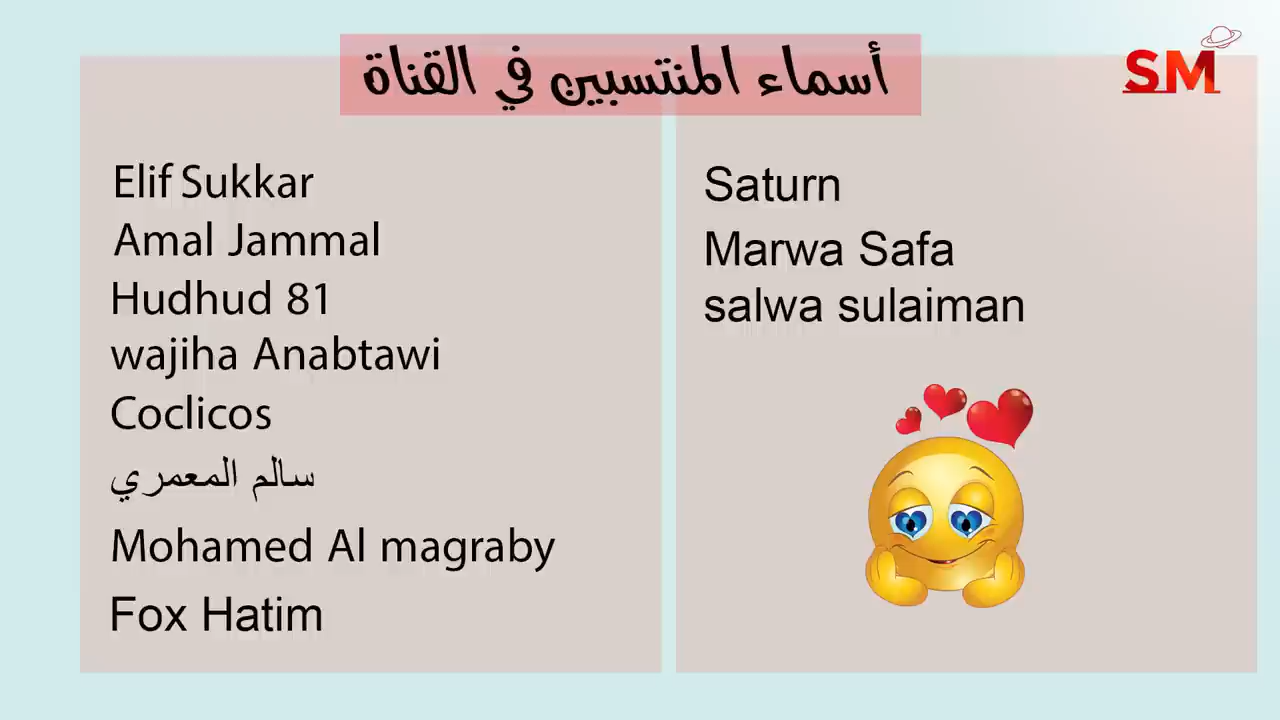 أسماء المنتسبين في القناة
SM
Elif Sukkar
Amal Jammal
Hudhud 81
wajiha Anabtawi
Coclicos
سالم المعمري
Mohamed Al magraby
Fox Hatim
Saturn
Marwa Safa
salwa sulaiman